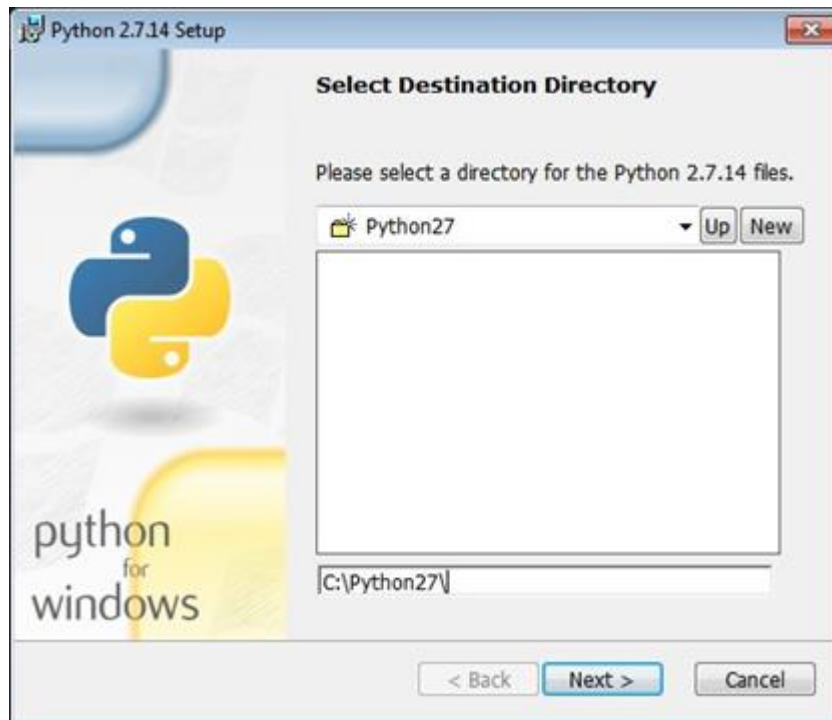 Python 2.7.14 Setup
Select Destination Directory
Please select a directory for the Python 2.7.14 files.
Python27
Up
New
C:\Python27\
python
for
windows
< Back
Next >
Cancel